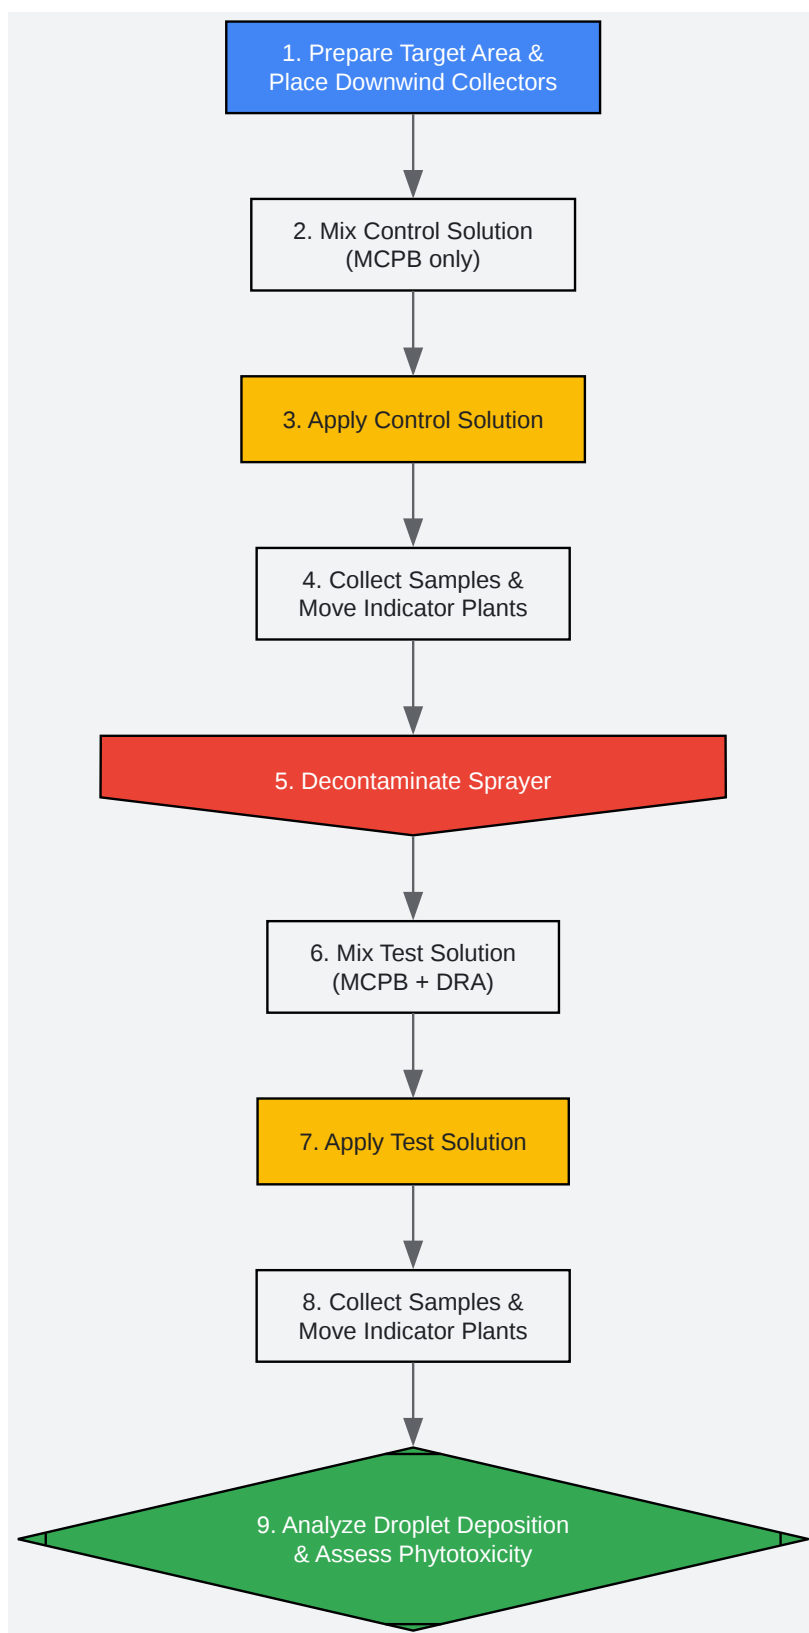 1. Prepare Target Area &
Place Downwind Collectors
2. Mix Control Solution
(MCPB only)
3. Apply Control Solution
4. Collect Samples &
Move Indicator Plants
5. Decontaminate Sprayer
6. Mix Test Solution
(MCPB + DRA)
7. Apply Test Solution
8. Collect Samples &
Move Indicator Plants
9. Analyze Droplet Deposition
& Assess Phytotoxicity